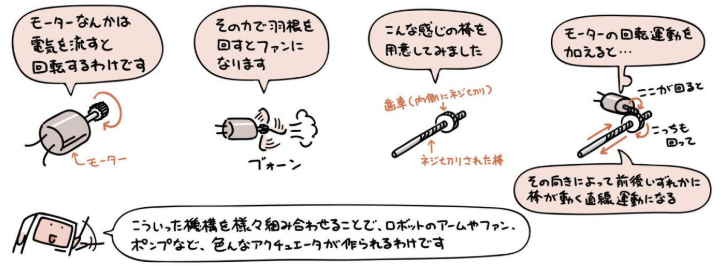 モーターなんかは
電気を流すと
回転するわけです
モーター
その力で羽根を
回すとファンに
なります
ブォーン
こんな感じの棒を
用意してみました
歯車(内側にネジ切り)
ネジ切りされた棒
モーターの回転運動を
加えると…
ここが回ると
こっちも
回って
その向きによって前後いずれかに
棒が動く直線運動になる
こういった機構を様々組み合わせることで、ロボットのアームやファン、
ポンプなど、色んなアクチュエータが作られるわけです